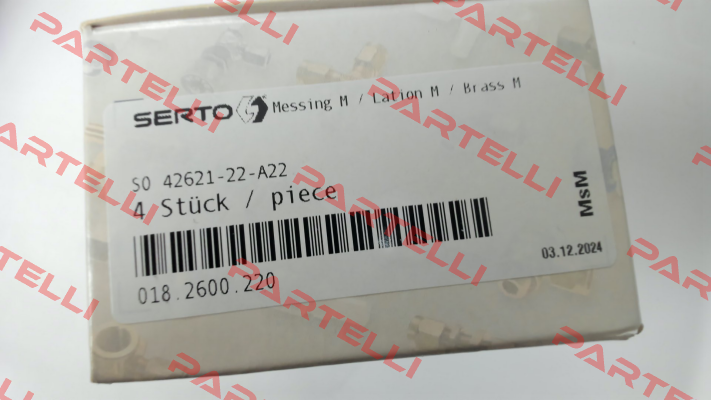 SERTO Messing M / Laiton M / Brass M
SO 42621-22-A22
4 Stück / piece
018.2600.220
MsM
03.12.2024
PARTELLI
PARTELLI
PARTELLI
PARTELLI
PARTELLI
PARTELLI
PARTELLI
PARTELLI